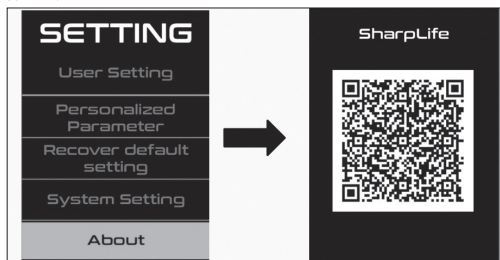 SETTING
User Setting
Personalized
Parameter
Recover default
setting
System Setting
About
SharpLife